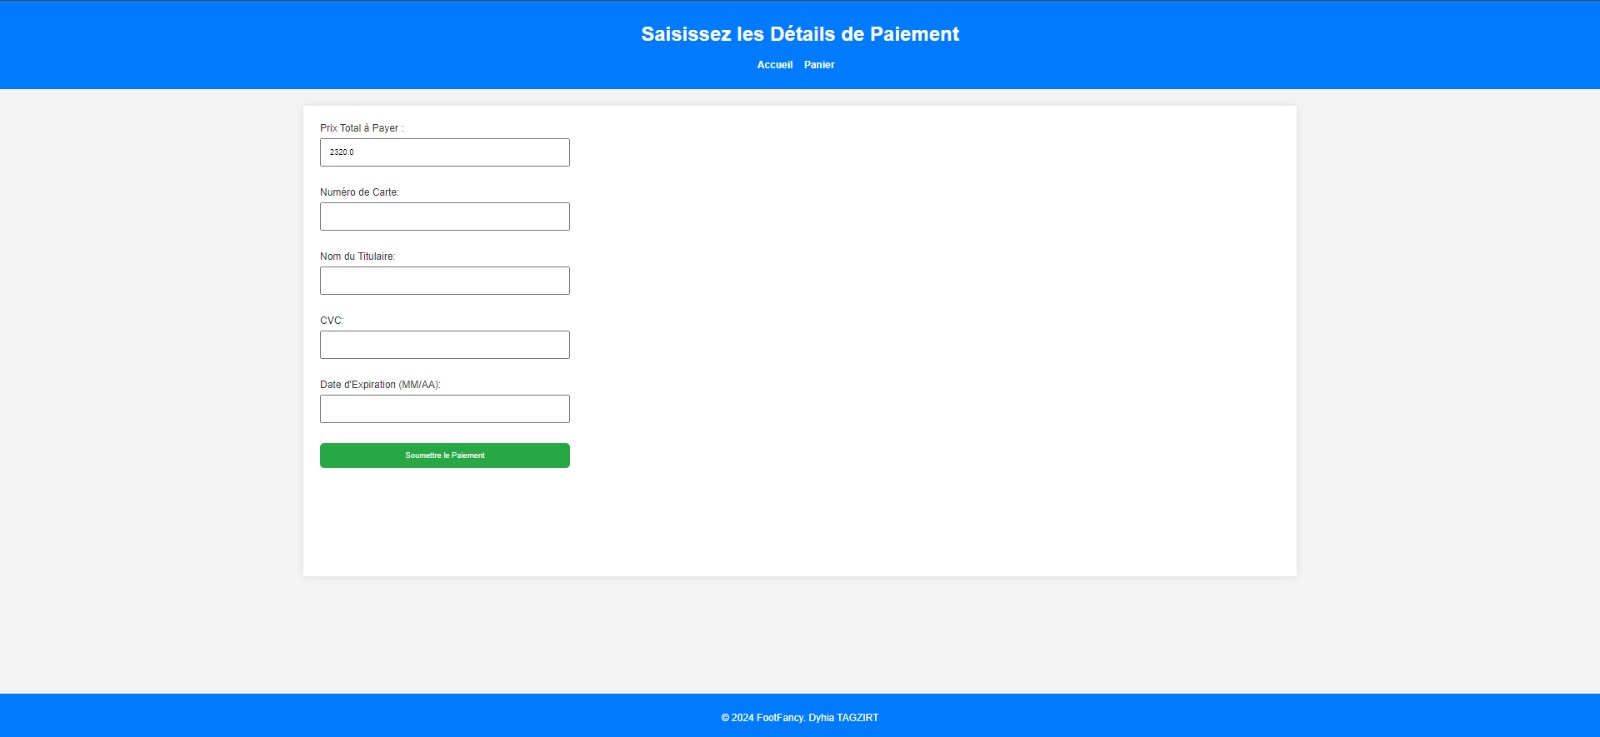 Saisissez les Détails de Paiement
Accueil Panier
Prix Total à Payer :
2320.0
Numéro de Carte:
Nom du Titulaire:
CVC:
Date d'Expiration (MM/AA):
Soumettre le Paiement
© 2024 FootFancy. Dyhia TAGZIRT